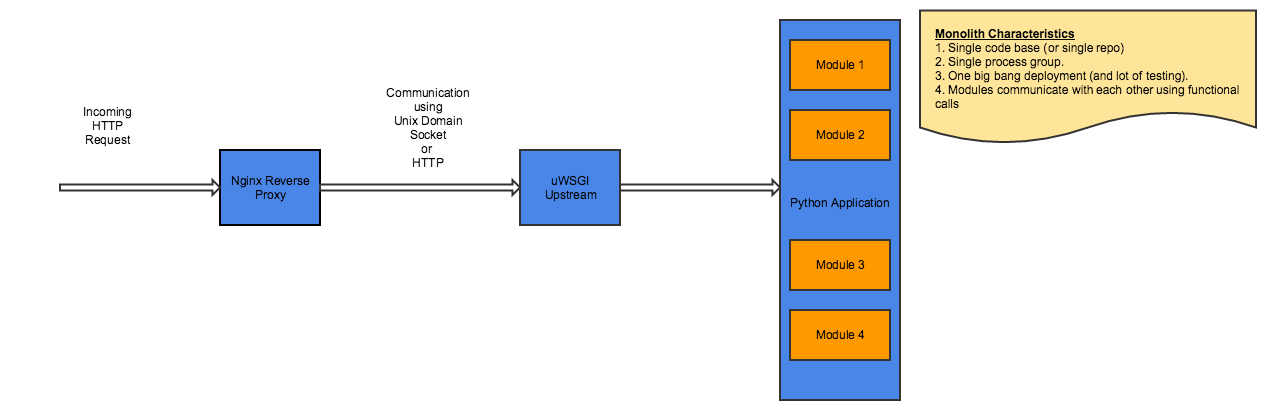 Incoming
HTTP
Request
Nginx Reverse
Proxy
Communication
using
Unix Domain
Socket
or
HTTP
uWSGI
Upstream
Module 1
Module 2
Python Application
Module 3
Module 4
Monolith Characteristics
1. Single code base (or single repo)
2. Single process group.
3. One big bang deployment (and lot of testing).
4. Modules communicate with each other using functional
calls